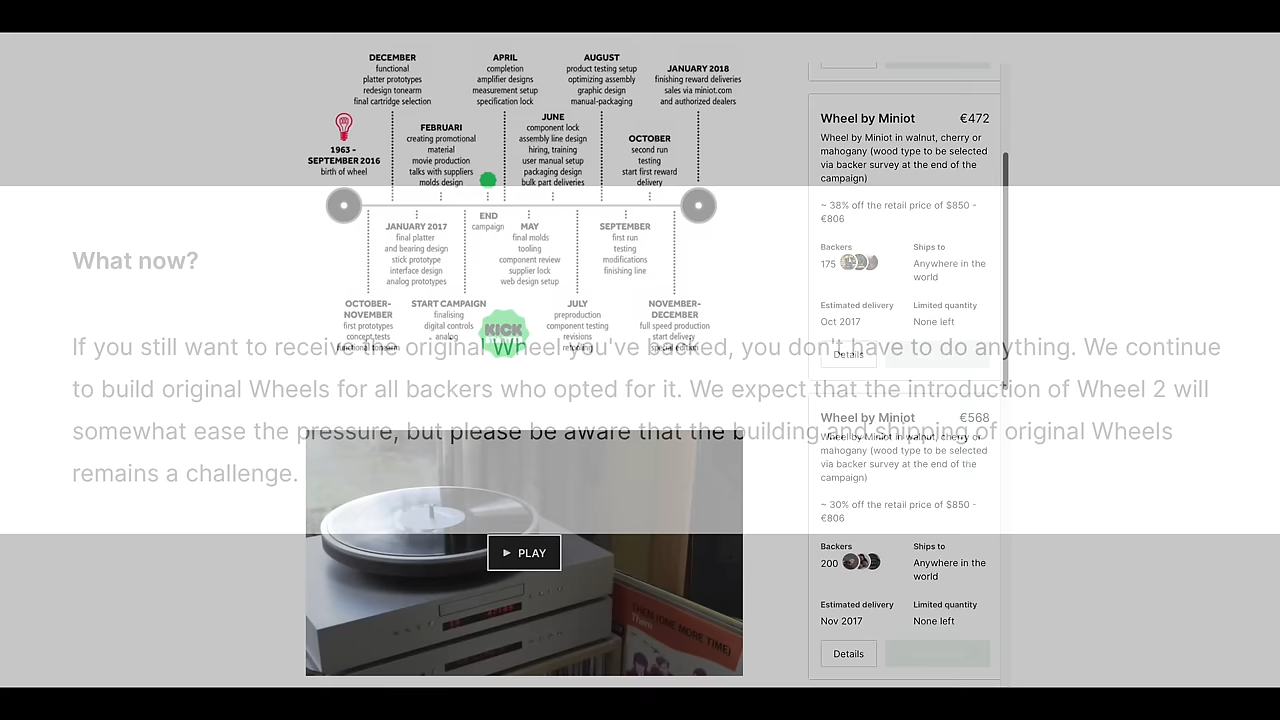 DECEMBER
functional
platter prototypes
redesign tonearm
final cartridge selection
APRIL
completion
amplifier designs
measurement setup
specification lock
AUGUST
product testing setup
optimizing assembly
graphic design
manual-packaging
JANUARY 2018
finishing reward deliveries
sales via miniot.com
and authorized dealers
1963 -
SEPTEMBER 2016
birth of wheel
FEBRUARI
creating promotional
material
movie production
talks with suppliers
molds design
JUNE
component lock
assembly line design
hiring, training
user manual setup
packaging design
bulk part deliveries
OCTOBER
second run
testing
start first reward
delivery
JANUARY 2017
final platter
and bearing design
stick prototype
interface design
analog prototypes
END
campaign
MAY
final molds
tooling
component review
supplier lock
web design setup
SEPTEMBER
first run
testing
modifications
finishing line
OCTOBER-
NOVEMBER
first prototypes
concept tests
functional tonearm
START CAMPAIGN
finalising
digital controls
analog
KICK
JULY
preproduction
component testing
revisions
retooling
NOVEMBER-
DECEMBER
full speed production
start delivery
special edition
What now?
If you still want to receive the original Wheel you've backed, you don't have to do anything. We continue
to build original Wheels for all backers who opted for it. We expect that the introduction of Wheel 2 will
somewhat ease the pressure, but please be aware that the building and shipping of original Wheels
remains a challenge.
PLAY
THEN (ONE MORE TIME)
Them
Wheel by Miniot €472
Wheel by Miniot in walnut, cherry or
mahogany (wood type to be selected
via backer survey at the end of the
campaign)
~ 38% off the retail price of $850 -
€806
Backers Ships to
175 Anywhere in the
world
Estimated delivery Limited quantity
Oct 2017 None left
Details
Wheel by Miniot €568
Wheel by Miniot in walnut, cherry or
mahogany (wood type to be selected
via backer survey at the end of the
campaign)
~ 30% off the retail price of $850 -
€806
Backers Ships to
200 Anywhere in the
world
Estimated delivery Limited quantity
Nov 2017 None left
Details